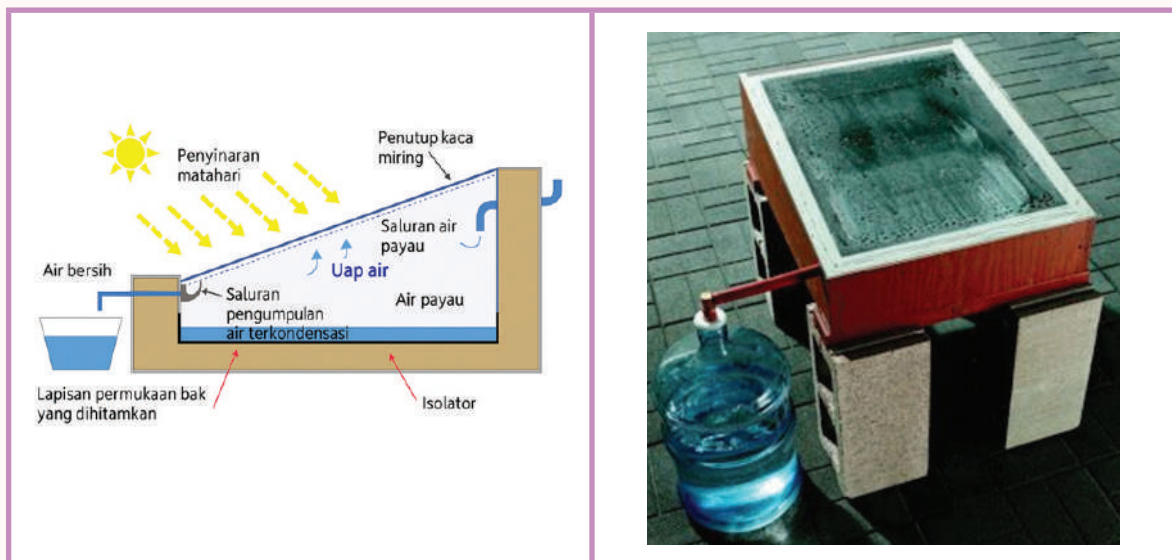 Penyinaran
matahari
Penutup kaca
miring
Saluran air
payau
Uap air
Air bersih
Saluran
pengumpulan
air terkondensasi
Air payau
Lapisan permukaan bak
yang dihitamkan
Isolator